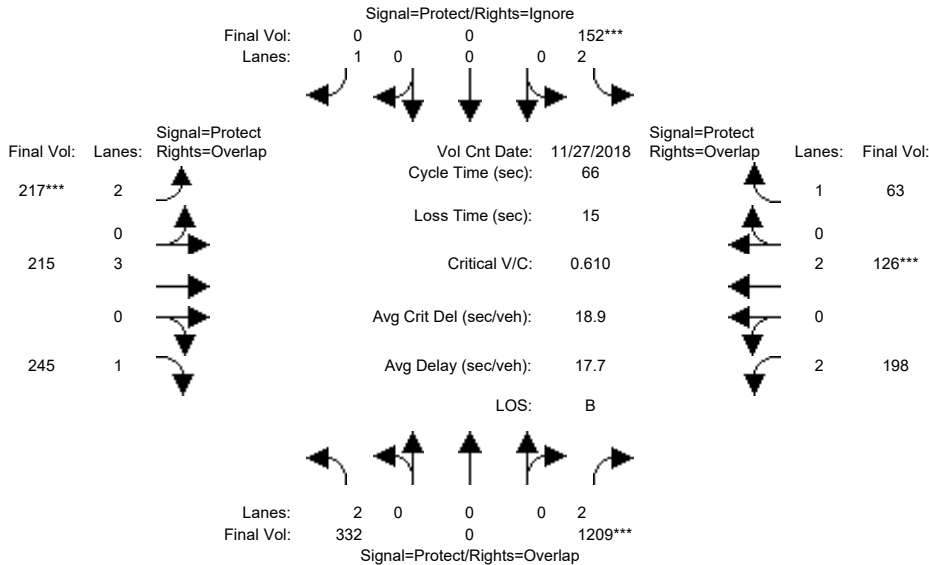 Signal=Protect/Rights=Ignore
Final Vol: 0 0 152***
Lanes: 1 0 0 0 2
Signal=Protect
Final Vol: Lanes: Rights=Overlap
Vol Cnt Date: 11/27/2018
Signal=Protect
Rights=Overlap Lanes: Final Vol:
Cycle Time (sec): 66
217*** 2
1 63
Loss Time (sec): 15
0
0
215 3
Critical V/C: 0.610
2 126***
0
Avg Crit Del (sec/veh): 18.9
0
245 1
Avg Delay (sec/veh): 17.7
2 198
LOS: B
Lanes: 2 0 0 0 2
Final Vol: 332 0 1209***
Signal=Protect/Rights=Overlap